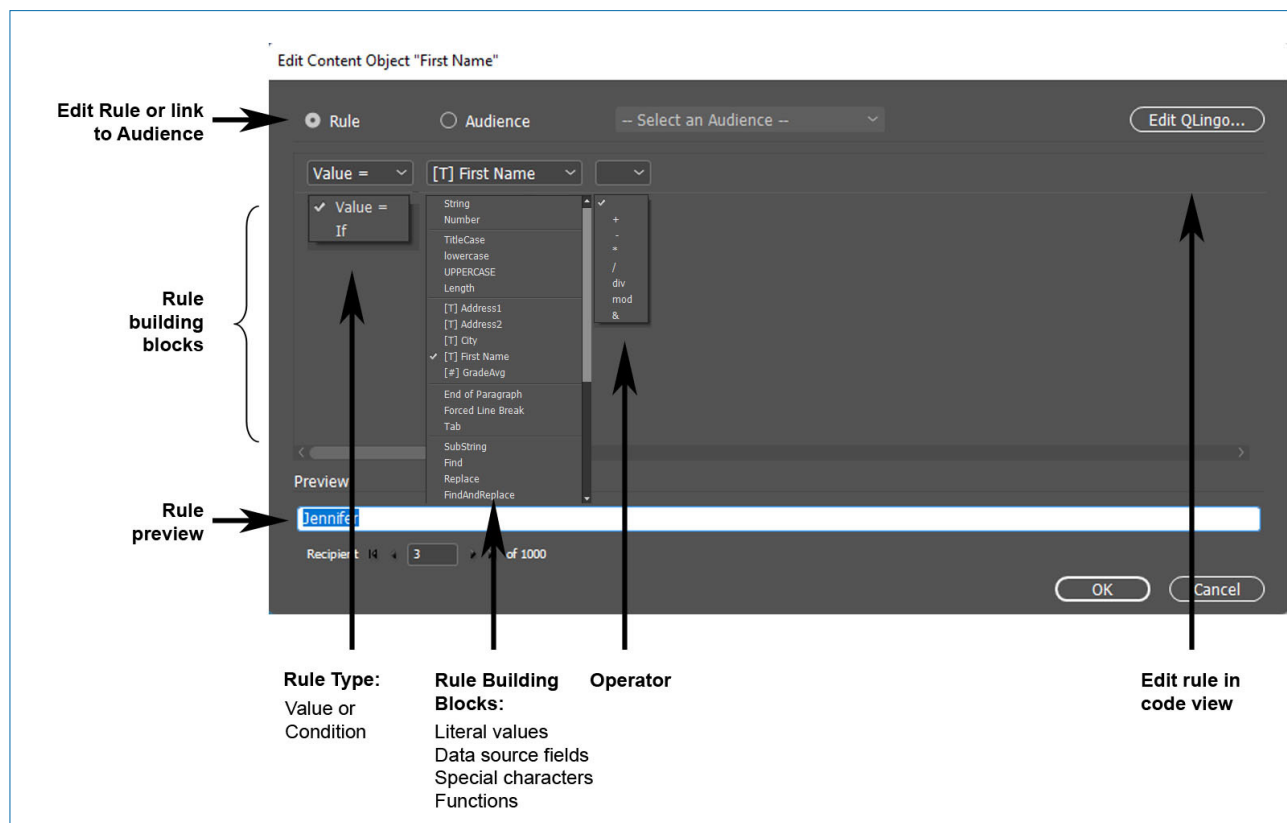 Edit Content Object "First Name"
Edit Rule or link
to Audience
Rule
Audience
-- Select an Audience --
Edit QLingo...
Value =
[T] First Name
Value =
If
String
Number
TitleCase
lowercase
UPPERCASE
Length
[T] Address1
[T] Address2
[T] City
[T] First Name
[#] GradeAvg
End of Paragraph
Forced Line Break
Tab
SubString
Find
Replace
FindAndReplace
+
-
*
/
div
mod
&
Rule
building
blocks
Preview
Rule
preview
Jennifer
Recipient
3
of 1000
OK
Cancel
Rule Type:
Value or
Condition
Rule Building
Blocks:
Literal values
Data source fields
Special characters
Functions
Operator
Edit rule in
code view